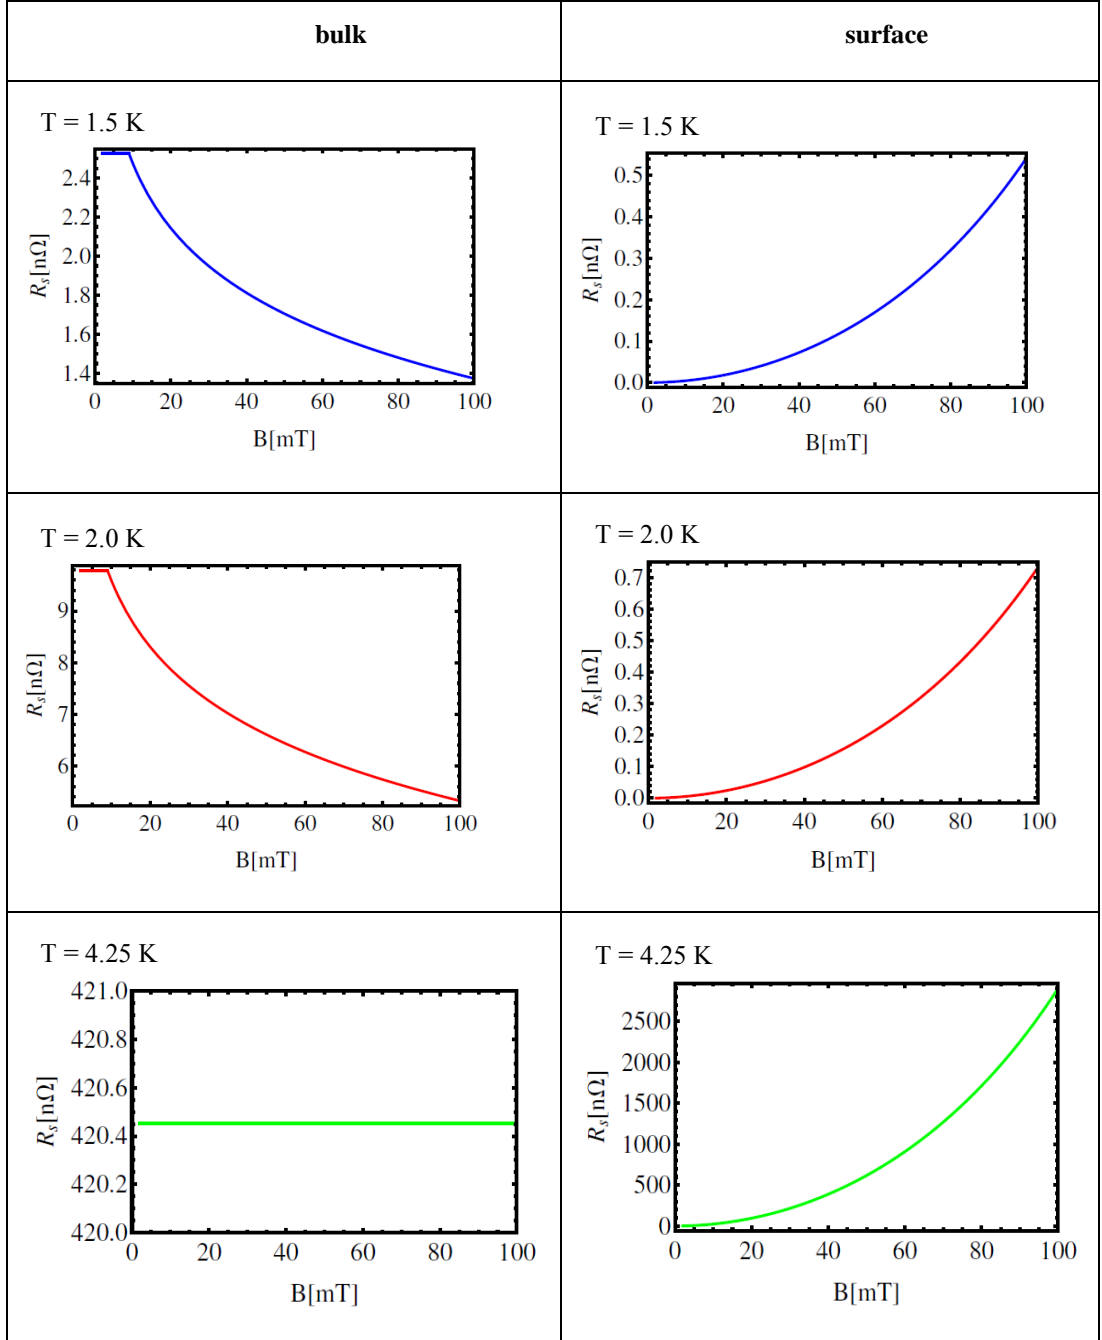 bulk
surface
T = 1.5 K
2.4
2.2
2.0
1.8
1.6
1.4
R_s[nΩ]
0 20 40 60 80 100
B[mT]
T = 1.5 K
0.5
0.4
0.3
0.2
0.1
0.0
R_s[nΩ]
0 20 40 60 80 100
B[mT]
T = 2.0 K
9
8
7
6
R_s[nΩ]
0 20 40 60 80 100
B[mT]
T = 2.0 K
0.7
0.6
0.5
0.4
0.3
0.2
0.1
0.0
R_s[nΩ]
0 20 40 60 80 100
B[mT]
T = 4.25 K
421.0
420.8
420.6
420.4
420.2
420.0
R_s[nΩ]
0 20 40 60 80 100
B[mT]
T = 4.25 K
2500
2000
1500
1000
500
0
R_s[nΩ]
0 20 40 60 80 100
B[mT]